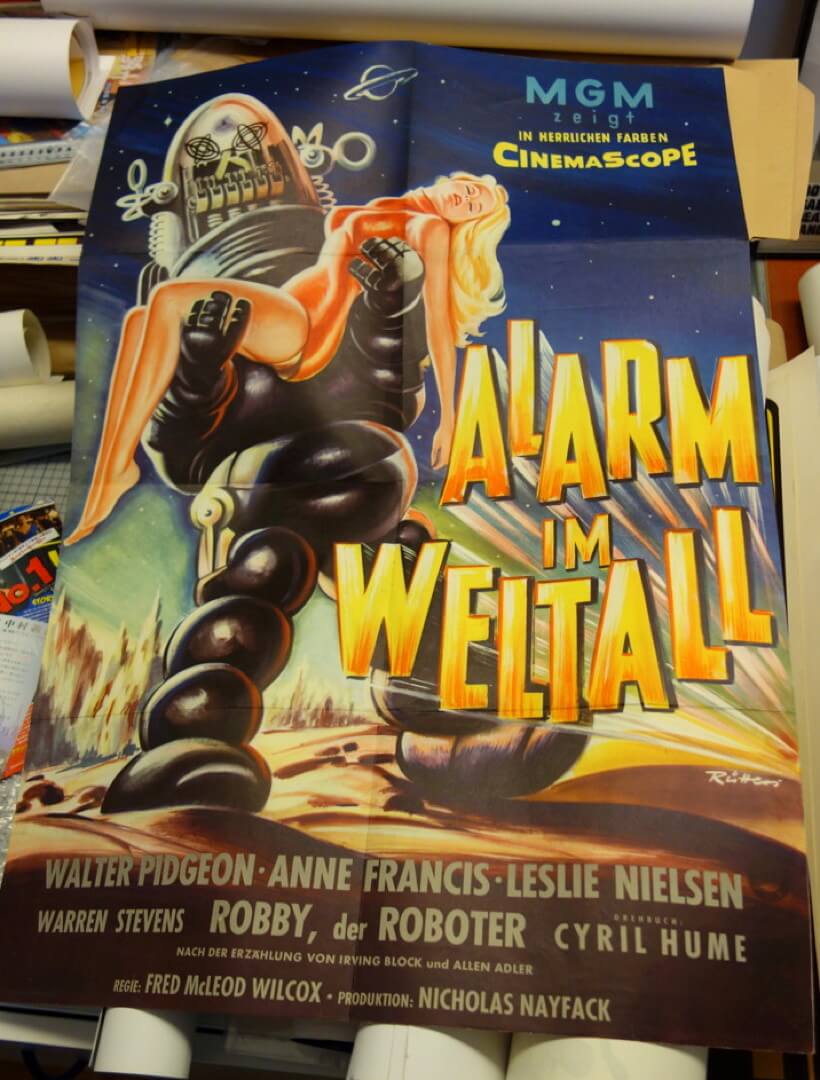 MGM
zeigt
IN HERRLICHEN FARBEN
CINEMASCOPE
ALARM
IM
WELTALL
WALTER PIDGEON · ANNE FRANCIS · LESLIE NIELSEN
WARREN STEVENS ROBBY, der ROBOTER DREHBUCH: CYRIL HUME
NACH DER ERZÄHLUNG VON IRVING BLOCK und ALLEN ADLER
REGIE: FRED McLEOD WILCOX · PRODUKTION: NICHOLAS NAYFACK
No.1